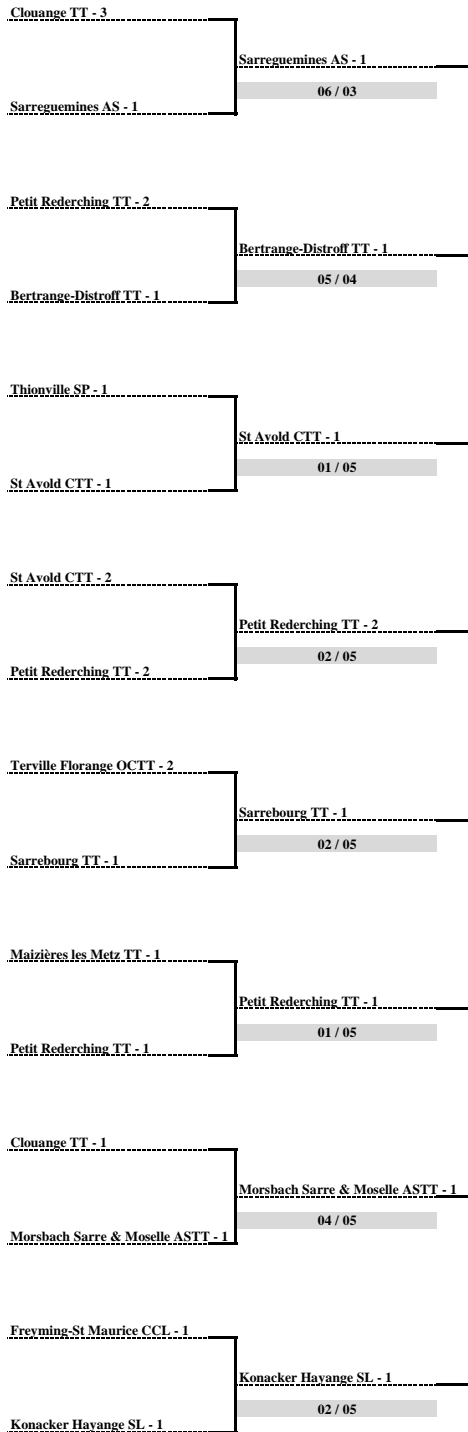 Clouange TT - 3
Sarreguemines AS - 1
06 / 03
Sarreguemines AS - 1
Petit Rederching TT - 2
Bertrange-Distroff TT - 1
05 / 04
Bertrange-Distroff TT - 1
Thionville SP - 1
St Avold CTT - 1
01 / 05
St Avold CTT - 1
St Avold CTT - 2
Petit Rederching TT - 2
02 / 05
Petit Rederching TT - 2
Terville Florange OCTT - 2
Sarrebourg TT - 1
02 / 05
Sarrebourg TT - 1
Maizières les Metz TT - 1
Petit Rederching TT - 1
01 / 05
Petit Rederching TT - 1
Clouange TT - 1
Morsbach Sarre & Moselle ASTT - 1
04 / 05
Morsbach Sarre & Moselle ASTT - 1
Freyming-St Maurice CCL - 1
Konacker Hayange SL - 1
02 / 05
Konacker Hayange SL - 1